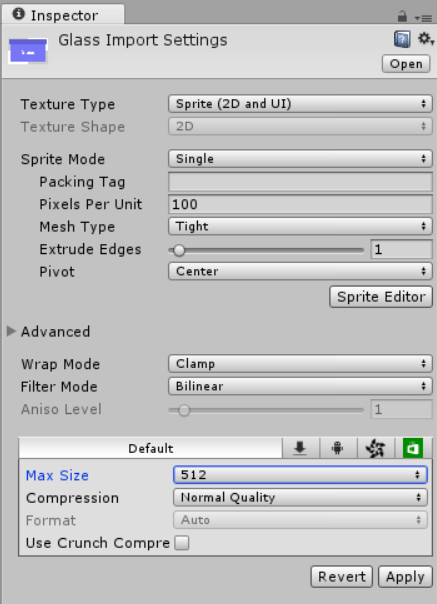 Inspector
Glass Import Settings
Open
Texture Type Sprite (2D and UI)
Texture Shape 2D
Sprite Mode Single
Packing Tag
Pixels Per Unit 100
Mesh Type Tight
Extrude Edges 1
Pivot Center
Sprite Editor
Advanced
Wrap Mode Clamp
Filter Mode Bilinear
Aniso Level 1
Default
Max Size 512
Compression Normal Quality
Format Auto
Use Crunch Compre
Revert Apply